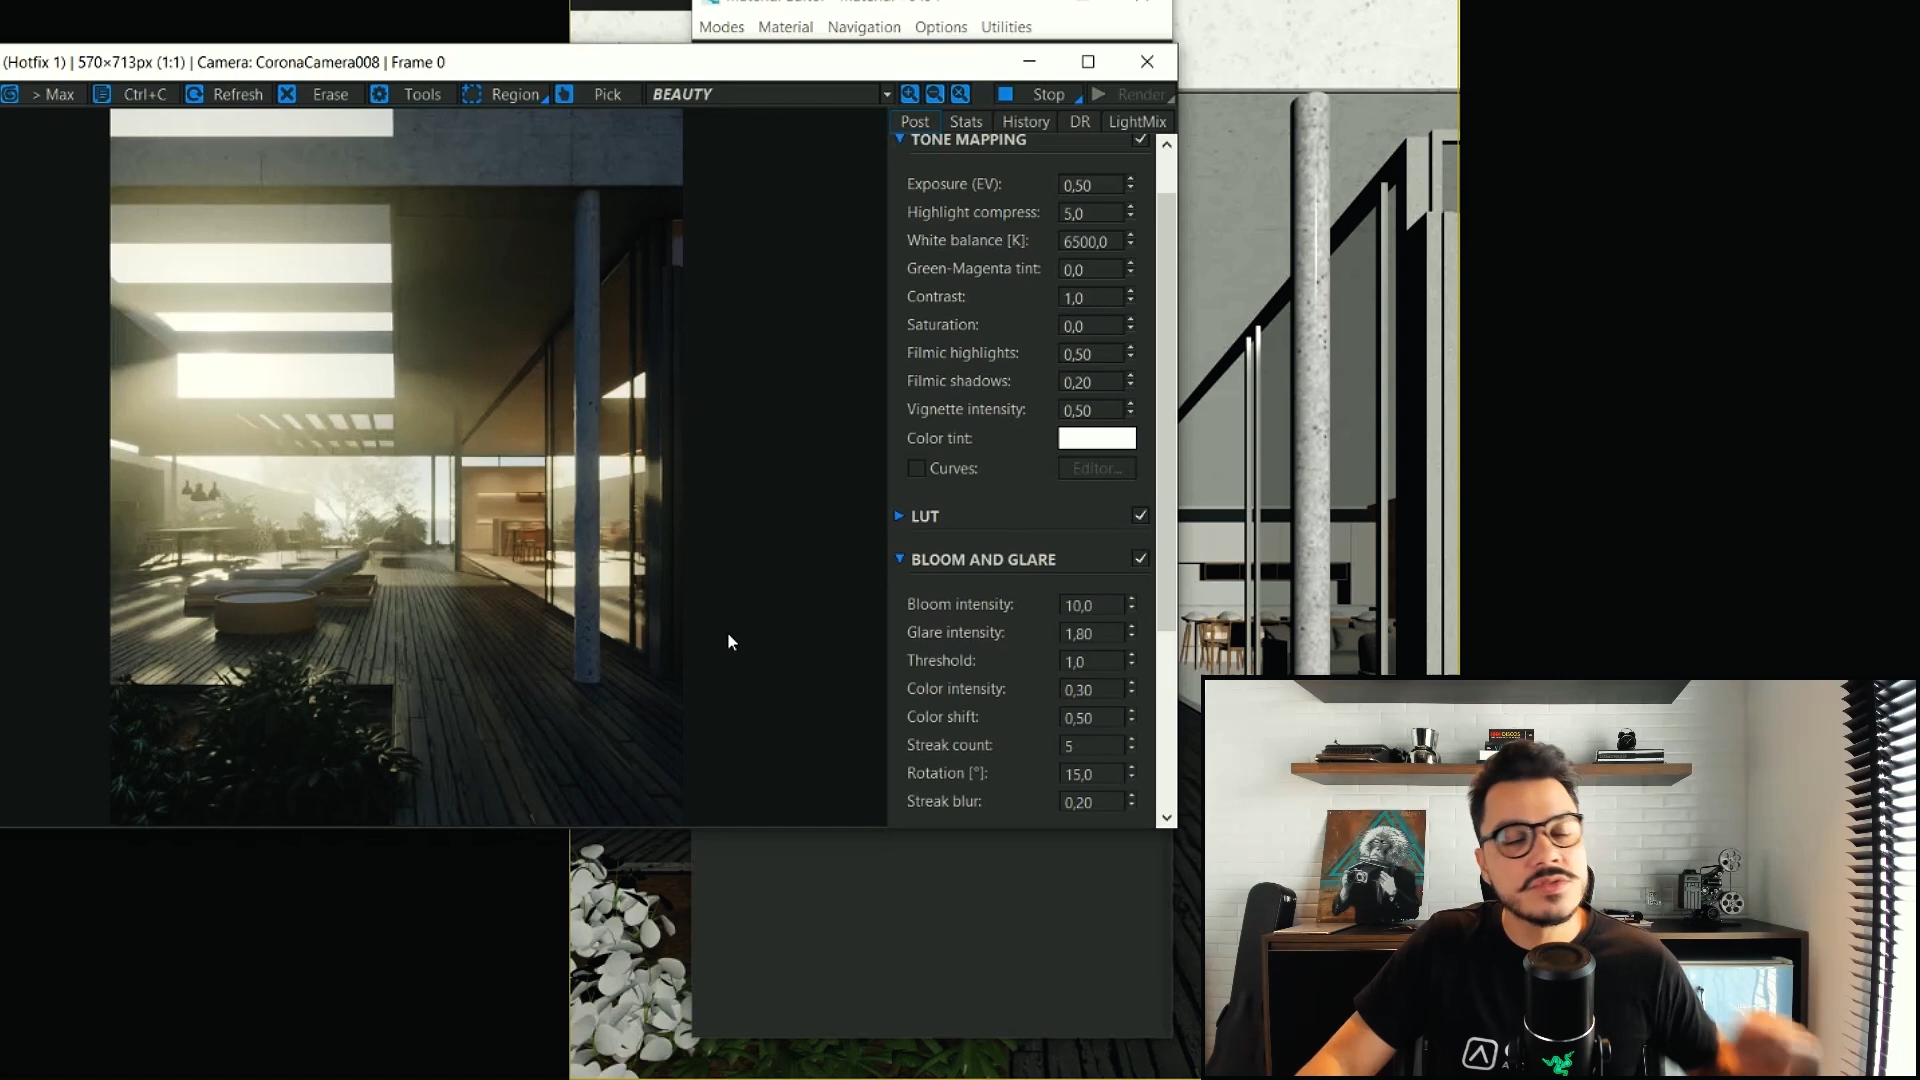 Modes Material Navigation Options Utilities
(Hotfix 1) | 570×713px (1:1) | Camera: CoronaCamera008 | Frame 0
> Max Ctrl+C Refresh Erase Tools Region Pick BEAUTY Stop Render
Post Stats History DR LightMix
TONE MAPPING
Exposure (EV): 0,50
Highlight compress: 5,0
White balance [K]: 6500,0
Green-Magenta tint: 0,0
Contrast: 1,0
Saturation: 0,0
Filmic highlights: 0,50
Filmic shadows: 0,20
Vignette intensity: 0,50
Color tint:
Curves: Editor...
LUT
BLOOM AND GLARE
Bloom intensity: 10,0
Glare intensity: 1,80
Threshold: 1,0
Color intensity: 0,30
Color shift: 0,50
Streak count: 5
Rotation [°]: 15,0
Streak blur: 0,20